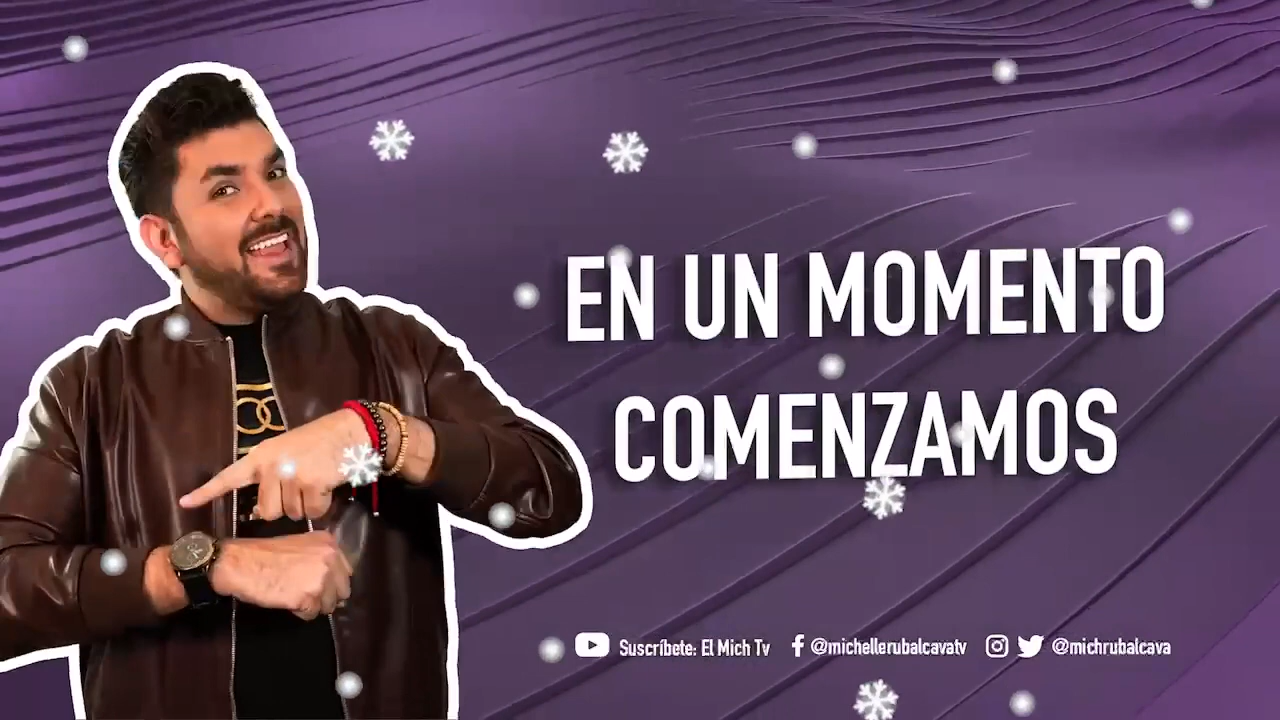 EN UN MOMENTO
COMENZAMOS
Suscríbete: El Mich Tv @michellerubalcavatv @michrubalcava